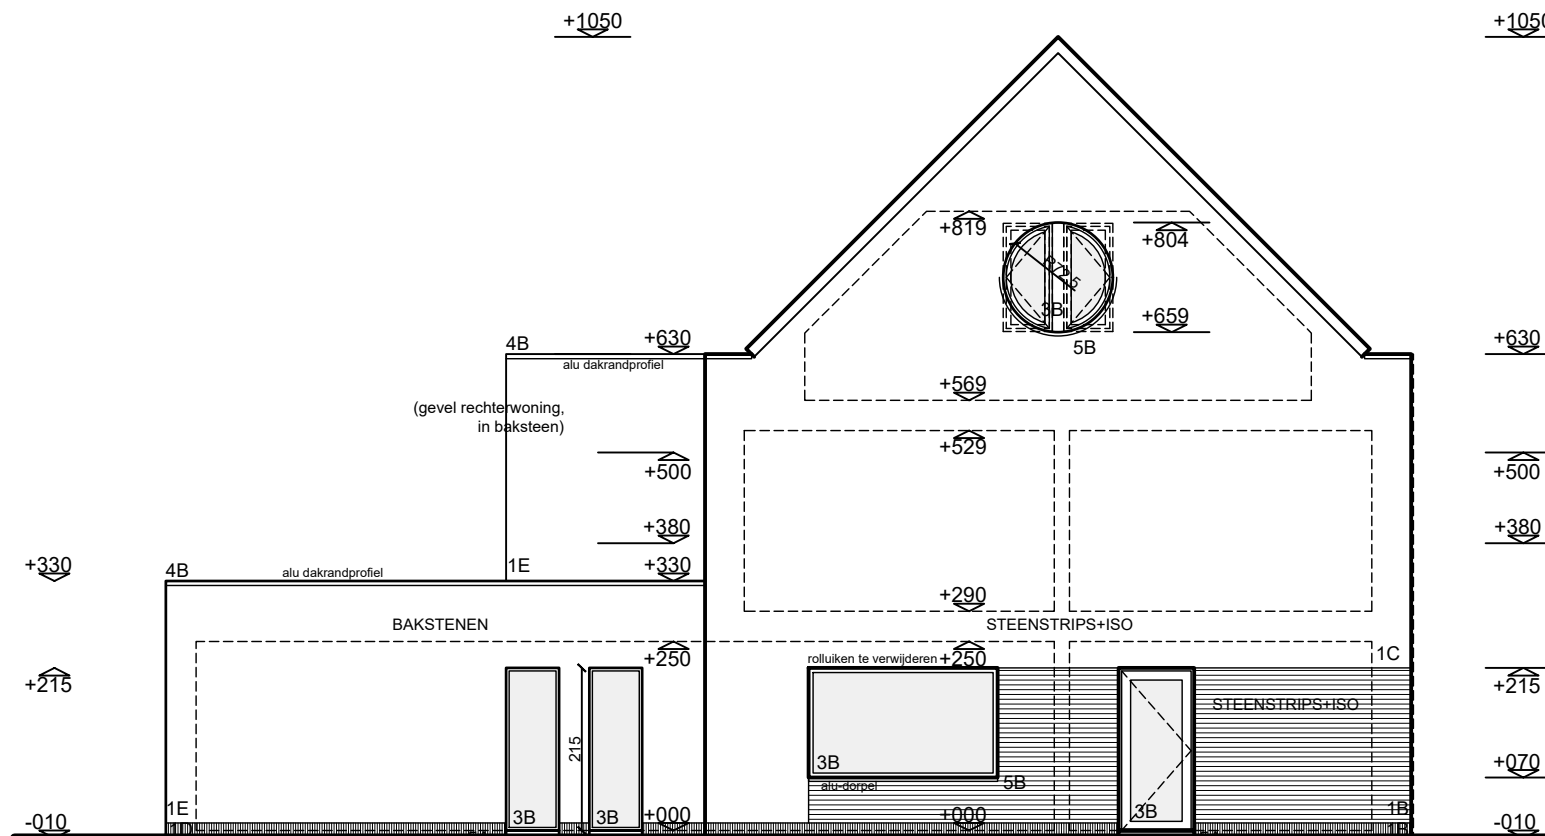 +1050
+1050
+819
+804
R72,5
3B
+659
4B
+630
5B
+630
alu dakrandprofiel
+569
(gevel rechterwoning,
in baksteen)
+529
+500
+500
+380
+380
+330
4B
alu dakrandprofiel
1E
+330
+290
BAKSTENEN
STEENSTRIPS+ISO
+250
rolluiken te verwijderen
+250
1C
+215
+215
STEENSTRIPS+ISO
215
3B
+070
alu-dorpel
5B
-010
1E
3B
3B
+000
+000
3B
1B
-010